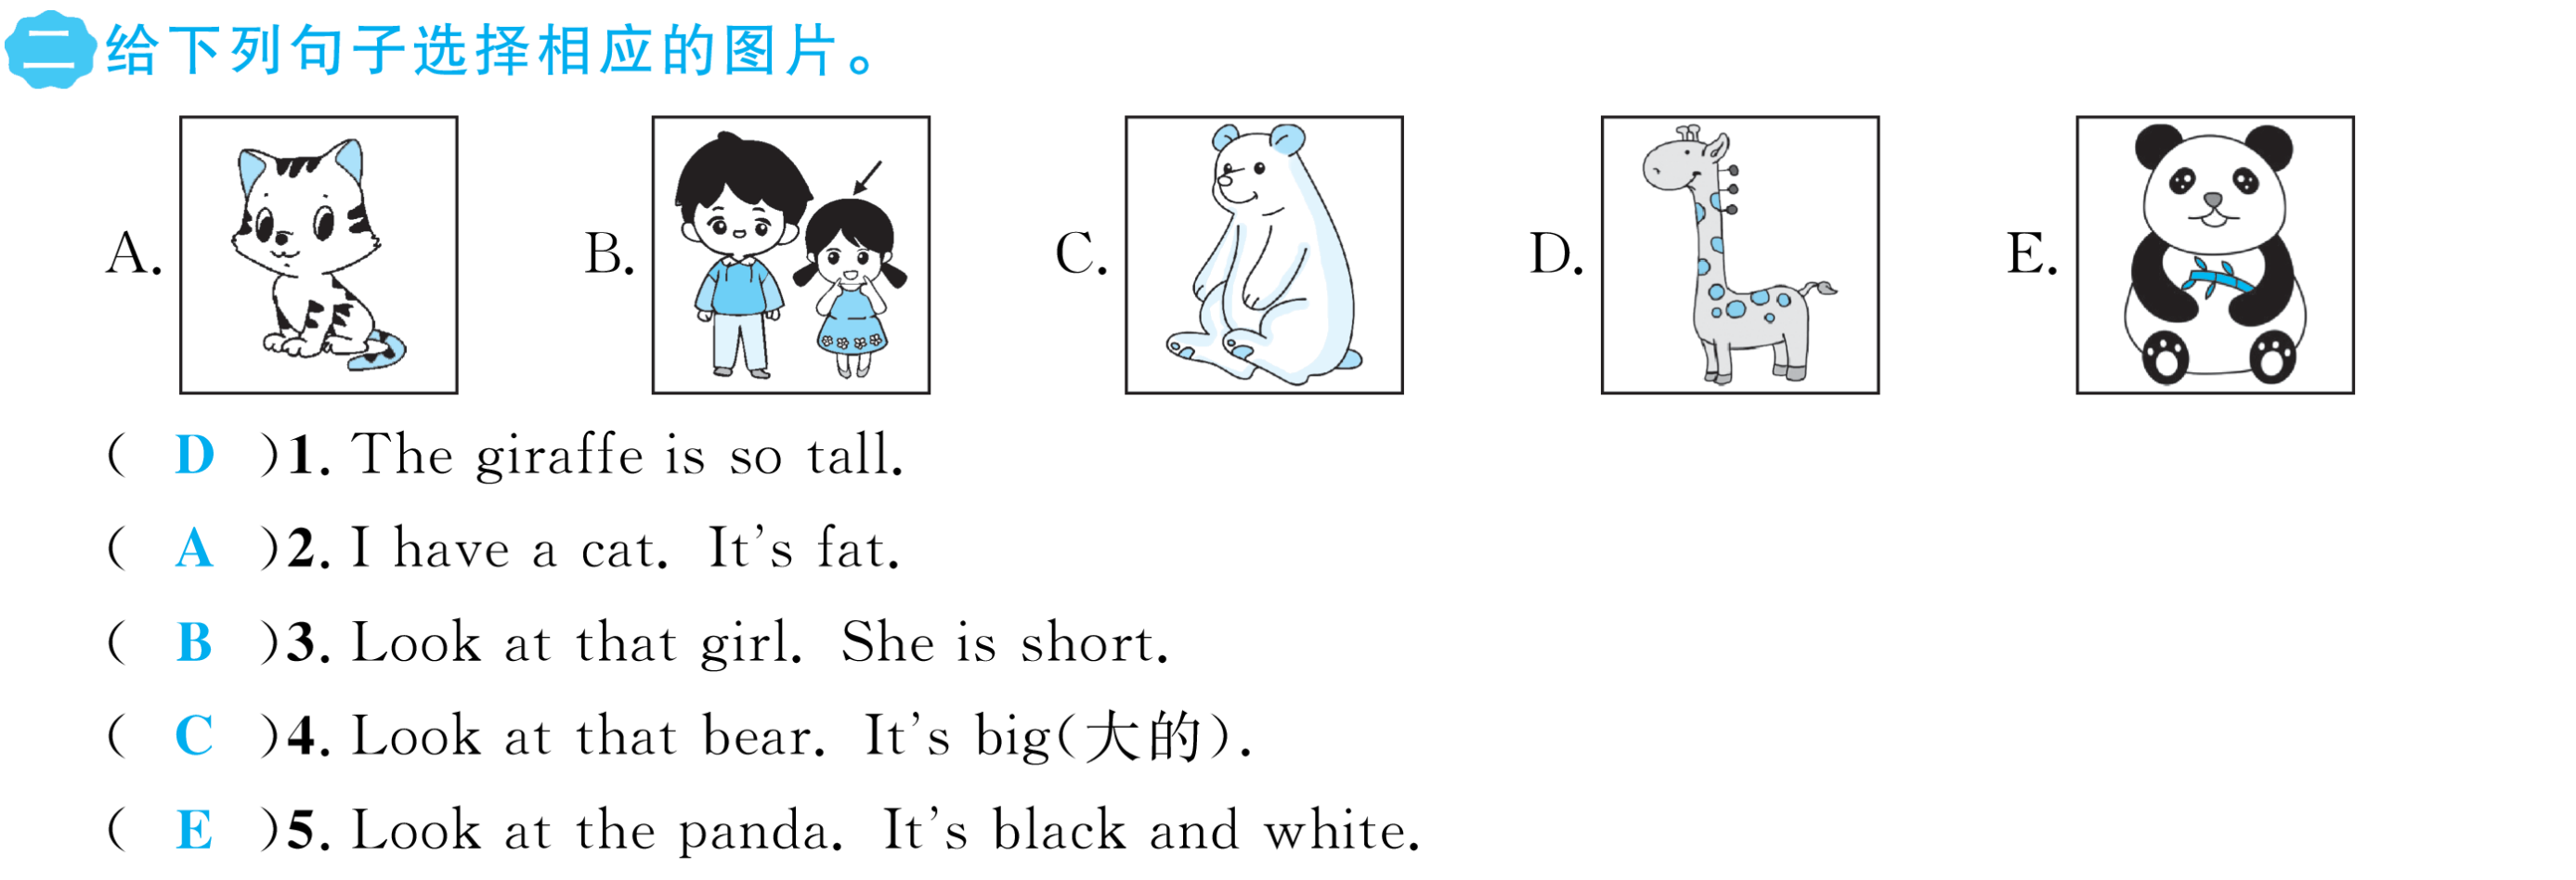 二 给下列句子选择相应的图片。
A. B. C. D. E.
( D )1. The giraffe is so tall.
( A )2. I have a cat. It's fat.
( B )3. Look at that girl. She is short.
( C )4. Look at that bear. It's big(大的).
( E )5. Look at the panda. It's black and white.